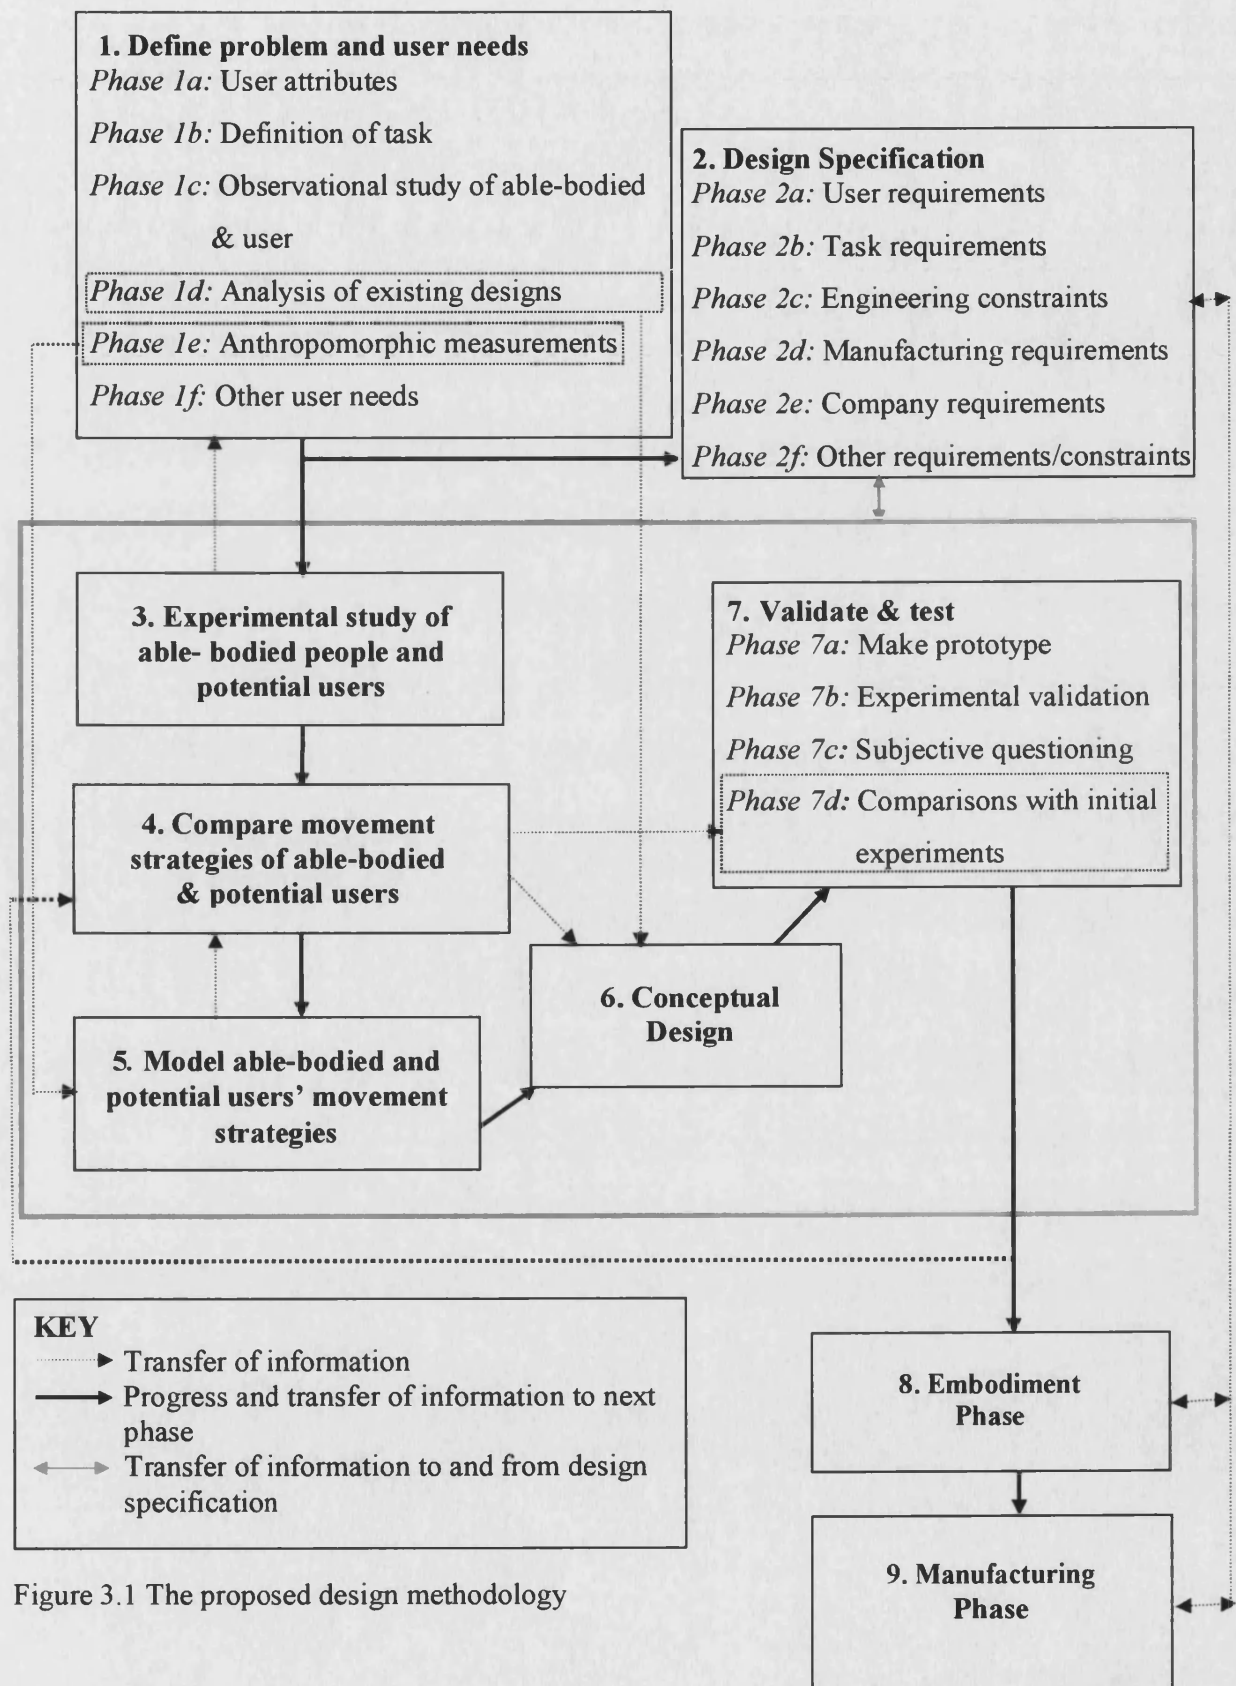 1. Define problem and user needs
Phase 1a: User attributes
Phase 1b: Definition of task
Phase 1c: Observational study of able-bodied
& user
Phase 1d: Analysis of existing designs
Phase 1e: Anthropomorphic measurements
Phase 1f: Other user needs
2. Design Specification
Phase 2a: User requirements
Phase 2b: Task requirements
Phase 2c: Engineering constraints
Phase 2d: Manufacturing requirements
Phase 2e: Company requirements
Phase 2f: Other requirements/constraints
3. Experimental study of
able- bodied people and
potential users
4. Compare movement
strategies of able-bodied
& potential users
5. Model able-bodied and
potential users’ movement
strategies
6. Conceptual
Design
7. Validate & test
Phase 7a: Make prototype
Phase 7b: Experimental validation
Phase 7c: Subjective questioning
Phase 7d: Comparisons with initial
experiments
8. Embodiment
Phase
9. Manufacturing
Phase
KEY
Transfer of information
Progress and transfer of information to next
phase
Transfer of information to and from design
specification
Figure 3.1 The proposed design methodology